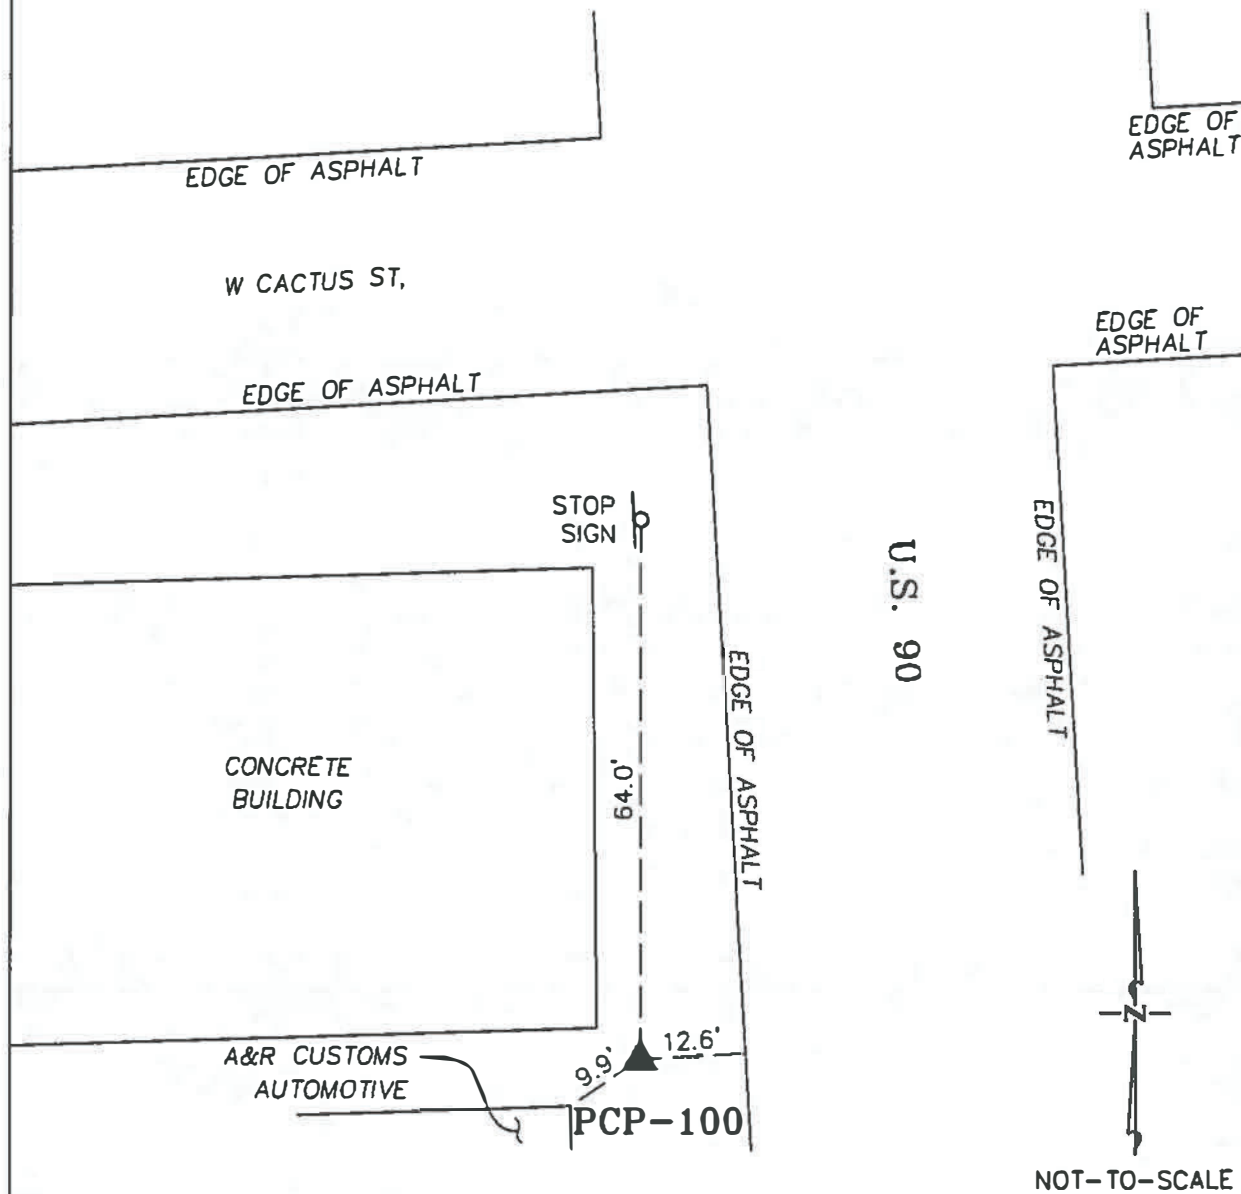 EDGE OF
ASPHALT
EDGE OF ASPHALT
W CACTUS ST,
EDGE OF
ASPHALT
EDGE OF ASPHALT
STOP
SIGN
U.S. 90
EDGE OF ASPHALT
EDGE OF ASPHALT
CONCRETE
BUILDING
64.0'
A&R CUSTOMS
AUTOMOTIVE
9.9'
12.6'
PCP-100
N
NOT-TO-SCALE